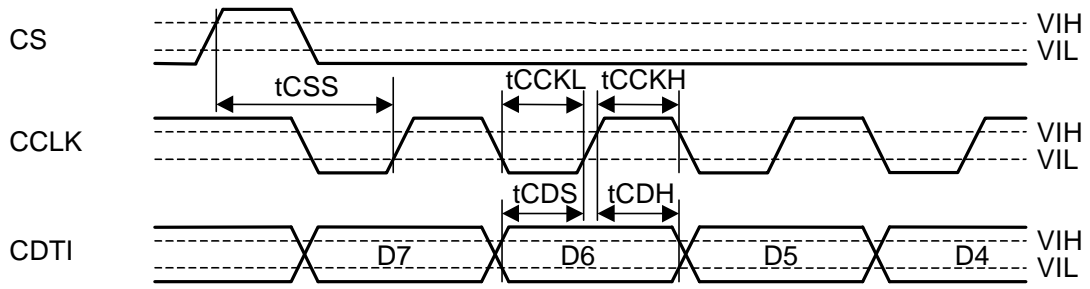 CS
VIH
VIL
tCSS
tCCKL
tCCKH
CCLK
VIH
VIL
tCDS
tCDH
CDTI
D7
D6
D5
D4
VIH
VIL